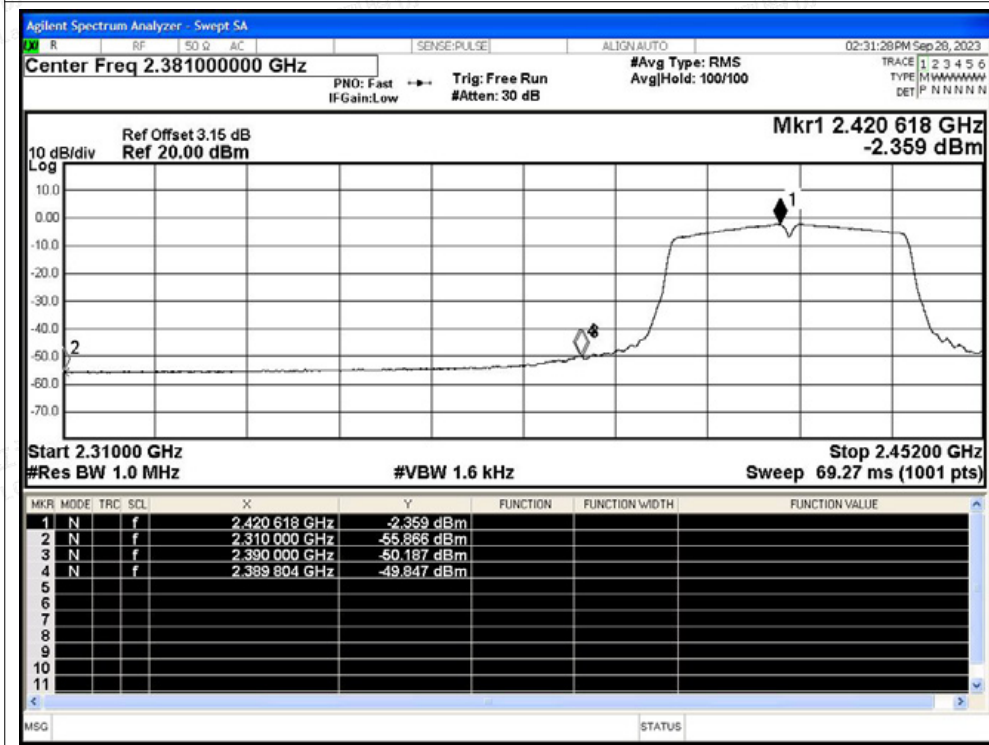 Agilent Spectrum Analyzer - Swept SA
R RF 50 Ω AC SENSE:PULSE ALIGN AUTO 02:31:28 PM Sep 28, 2023
Center Freq 2.381000000 GHz #Avg Type: RMS TRACE 1 2 3 4 5 6
PNO: Fast Trig: Free Run Avg|Hold: 100/100 TYPE M WWWWW
IFGain:Low #Atten: 30 dB DET P N N N N N
Mkr1 2.420 618 GHz
Ref Offset 3.15 dB
10 dB/div Ref 20.00 dBm -2.359 dBm
Log
10.0
1
0.00
-10.0
-20.0
-30.0
-40.0
2
-50.0
-60.0
-70.0
Start 2.31000 GHz Stop 2.45200 GHz
#Res BW 1.0 MHz #VBW 1.6 kHz Sweep 69.27 ms (1001 pts)
MKR MODE TRC SCL X Y FUNCTION FUNCTION WIDTH FUNCTION VALUE
1 N f 2.420 618 GHz -2.359 dBm
2 N f 2.310 000 GHz -55.866 dBm
3 N f 2.390 000 GHz -50.187 dBm
4 N f 2.389 804 GHz -49.847 dBm
5
6
7
8
9
10
11
MSG STATUS